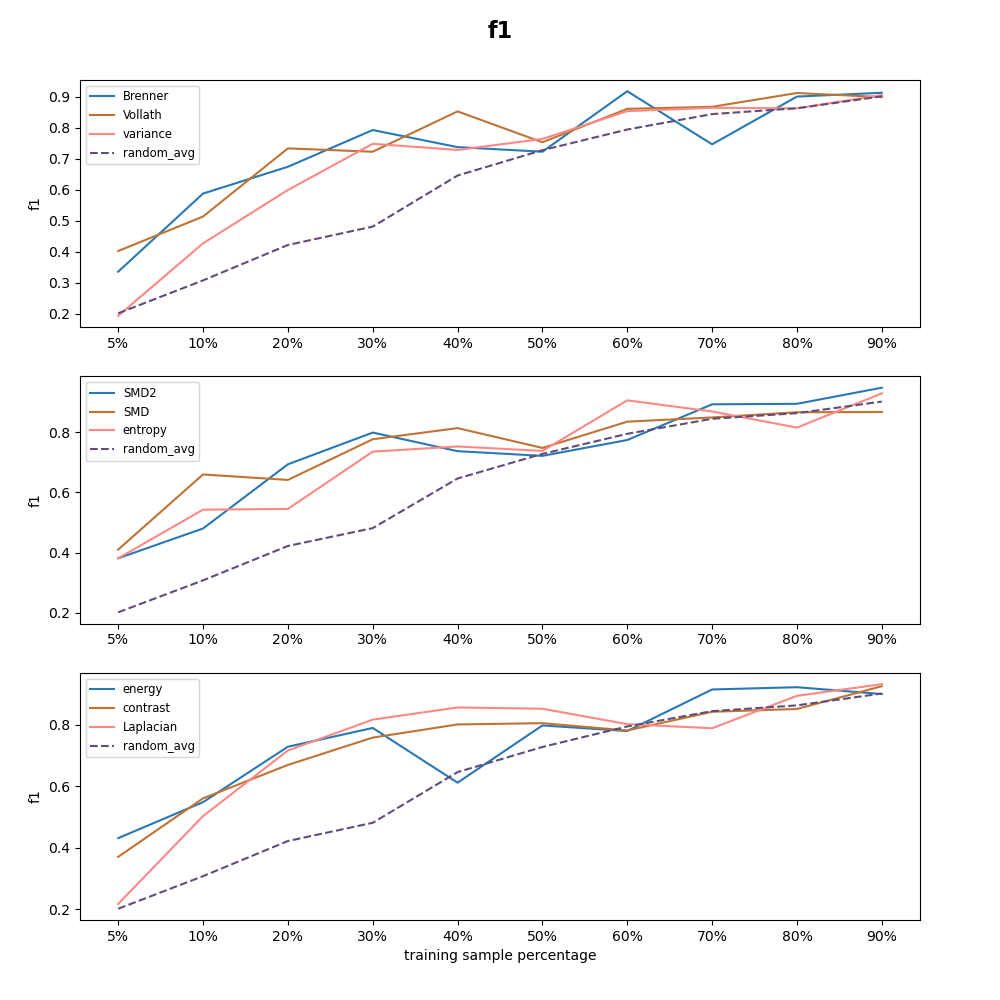 f1
0.9
0.8
0.7
0.6
0.5
0.4
0.3
0.2
f1
Brenner
Vollath
variance
random_avg
5% 10% 20% 30% 40% 50% 60% 70% 80% 90%
0.8
0.6
0.4
0.2
f1
SMD2
SMD
entropy
random_avg
5% 10% 20% 30% 40% 50% 60% 70% 80% 90%
0.8
0.6
0.4
0.2
f1
energy
contrast
Laplacian
random_avg
5% 10% 20% 30% 40% 50% 60% 70% 80% 90%
training sample percentage